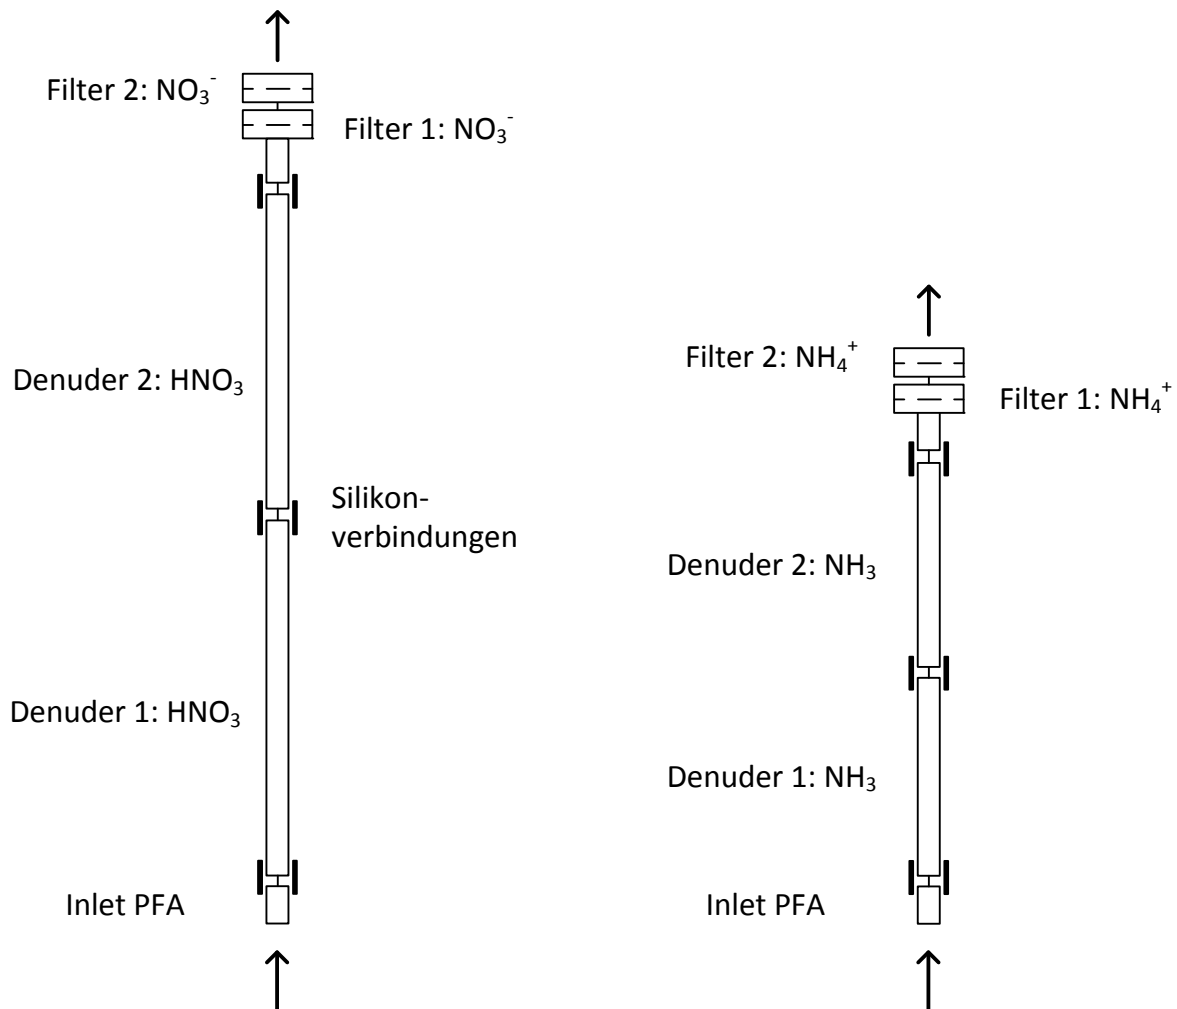 Filter 2: NO₃⁻
Filter 1: NO₃⁻
Denuder 2: HNO₃
Silikon-
verbindungen
Denuder 1: HNO₃
Inlet PFA
Filter 2: NH₄⁺
Filter 1: NH₄⁺
Denuder 2: NH₃
Denuder 1: NH₃
Inlet PFA